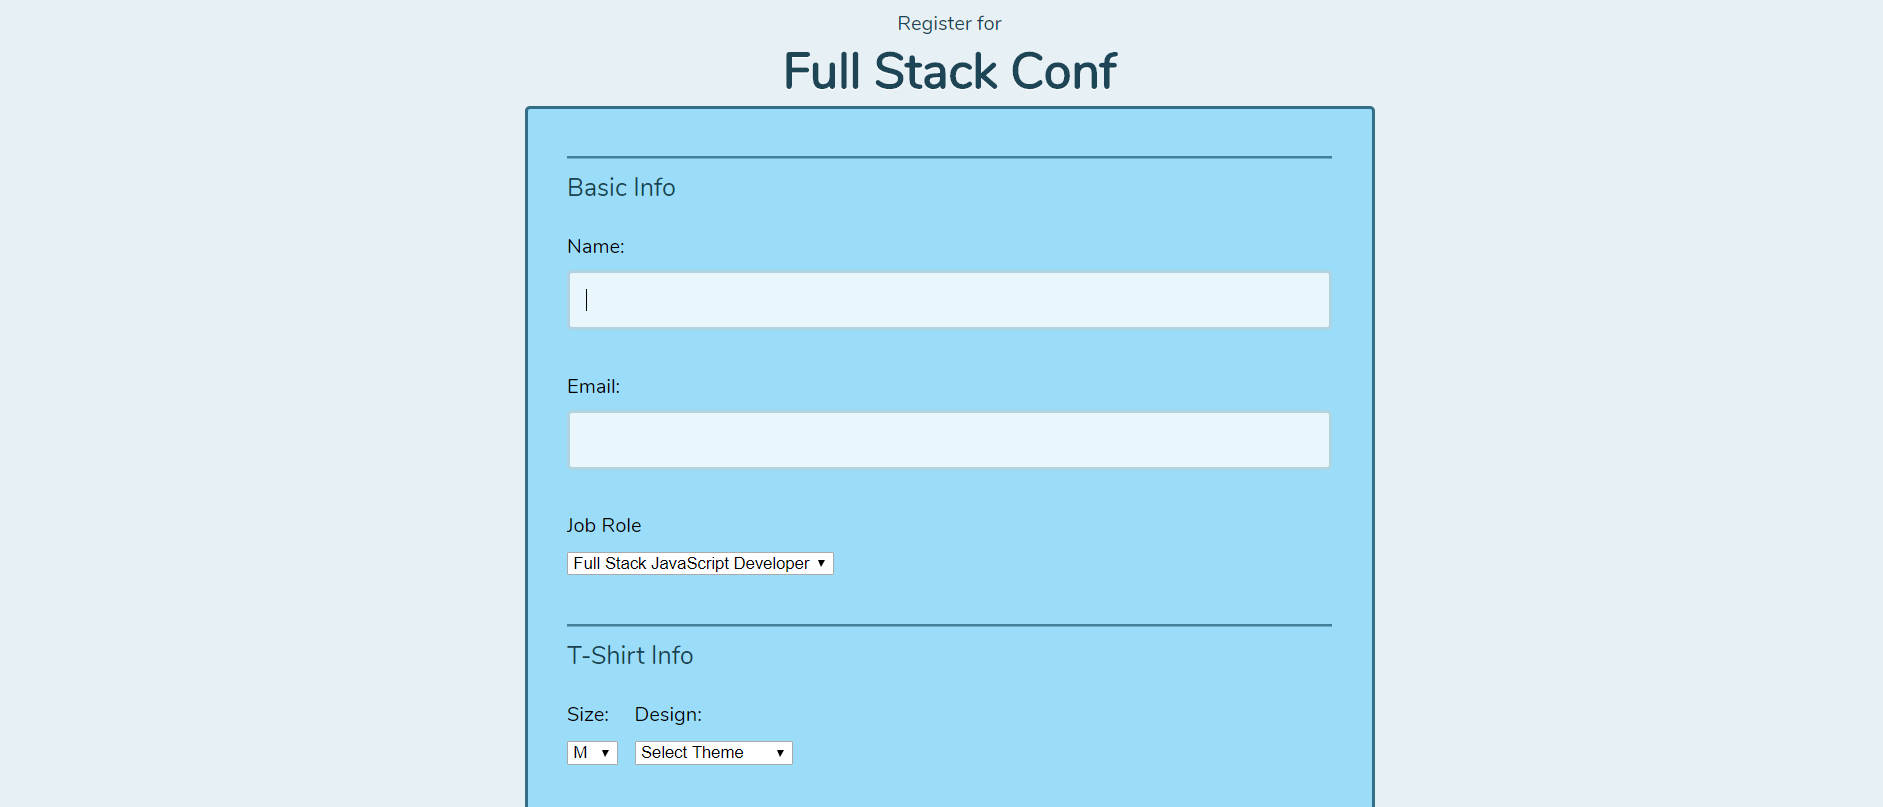 Register for
Full Stack Conf
Basic Info
Name:
Email:
Job Role
Full Stack JavaScript Developer
T-Shirt Info
Size: Design:
M Select Theme